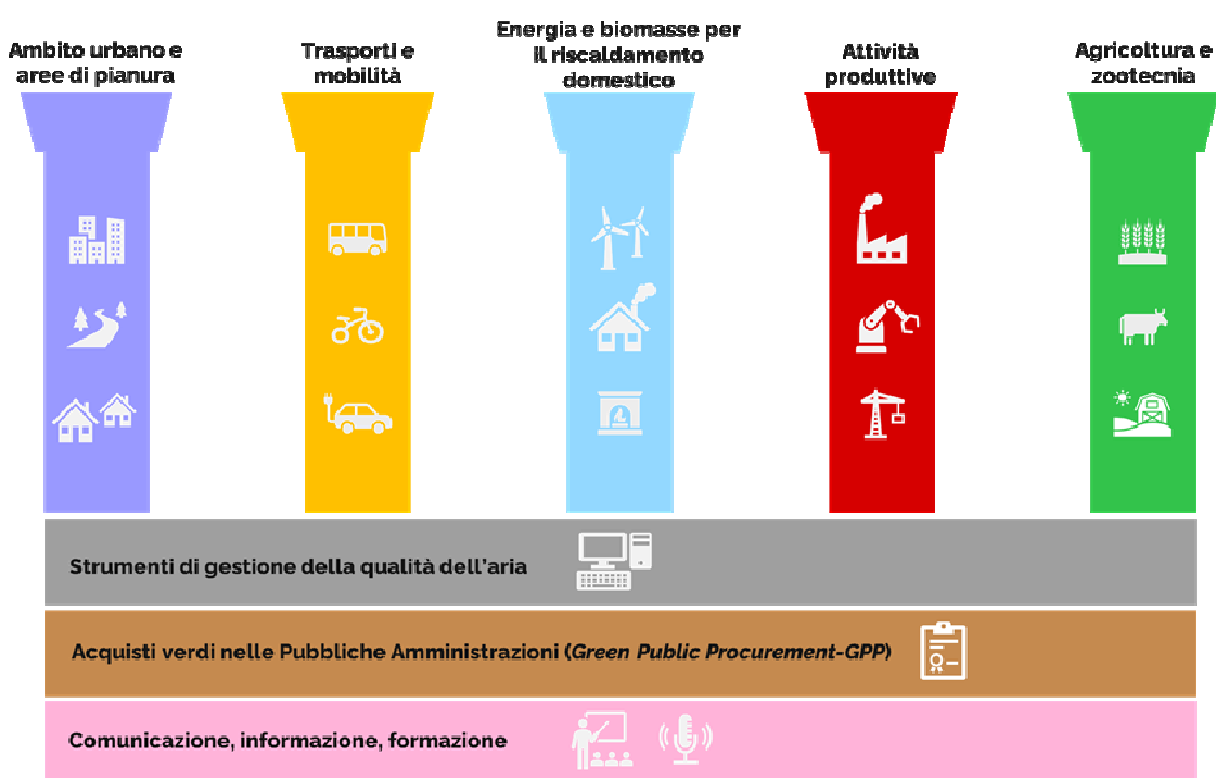 Ambito urbano e
aree di pianura
Trasporti e
mobilità
Energia e biomasse per
il riscaldamento
domestico
Attività
produttive
Agricoltura e
zootecnia
Strumenti di gestione della qualità dell'aria
Acquisti verdi nelle Pubbliche Amministrazioni (Green Public Procurement-GPP)
Comunicazione, informazione, formazione